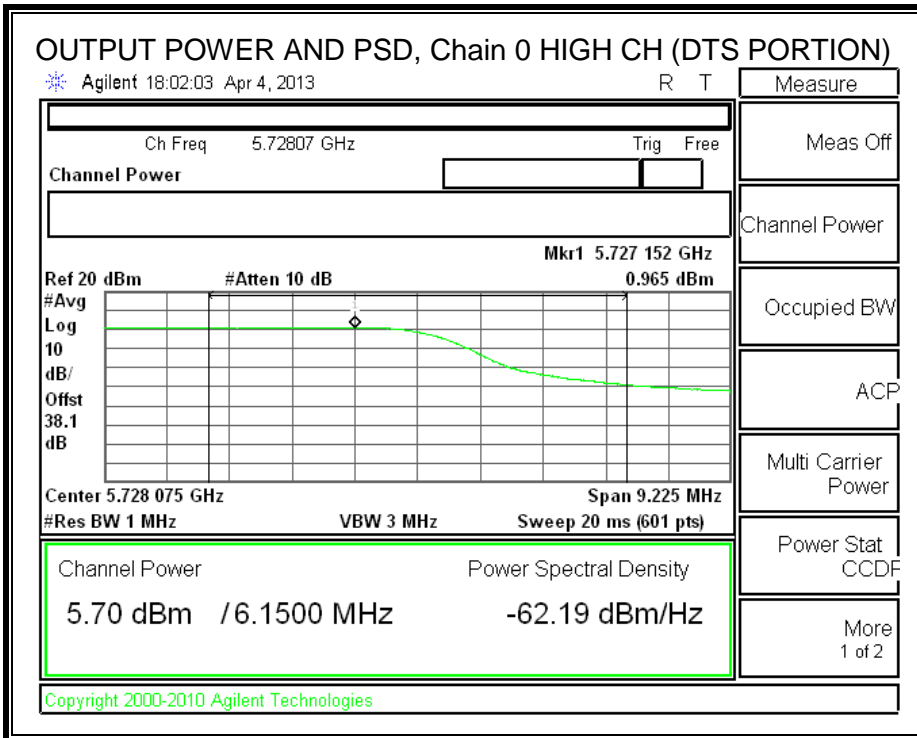 OUTPUT POWER AND PSD, Chain 0 HIGH CH (DTS PORTION)
Agilent 18:02:03 Apr 4, 2013 R T
Measure
Meas Off
Channel Power
Occupied BW
ACP
Multi Carrier
Power
Power Stat
CCDF
More
1 of 2
Ch Freq 5.72807 GHz Trig Free
Channel Power
Mkr1 5.727 152 GHz
Ref 20 dBm #Atten 10 dB 0.965 dBm
#Avg
Log
10
dB/
Offst
38.1
dB
1
Center 5.728 075 GHz Span 9.225 MHz
#Res BW 1 MHz VBW 3 MHz Sweep 20 ms (601 pts)
Channel Power Power Spectral Density
5.70 dBm / 6.1500 MHz -62.19 dBm/Hz
Copyright 2000-2010 Agilent Technologies